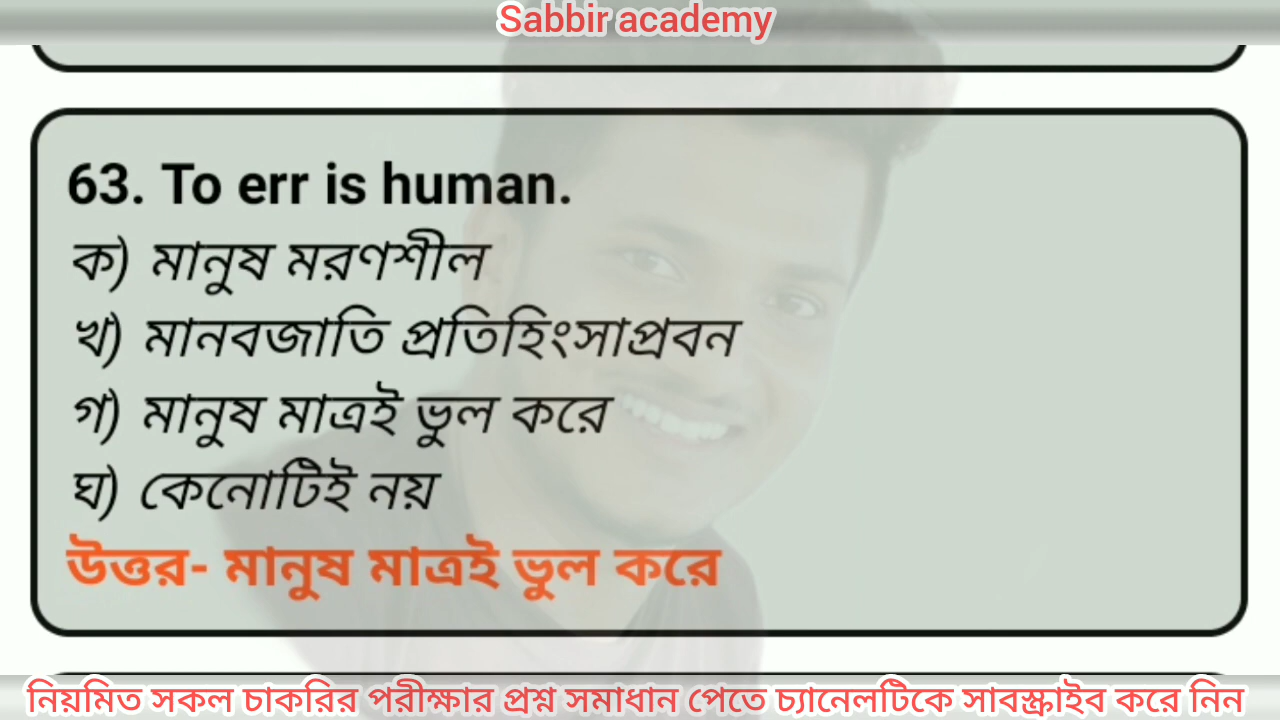 Sabbir academy
63. To err is human.
ক) মানুষ মরণশীল
খ) মানবজাতি প্রতিহিংসাপ্রবন
গ) মানুষ মাত্রই ভুল করে
ঘ) কেনোটিই নয়
উত্তর- মানুষ মাত্রই ভুল করে
নিয়মিত সকল চাকরির পরীক্ষার প্রশ্ন সমাধান পেতে চ্যানেলটিকে সাবস্ক্রাইব করে নিন